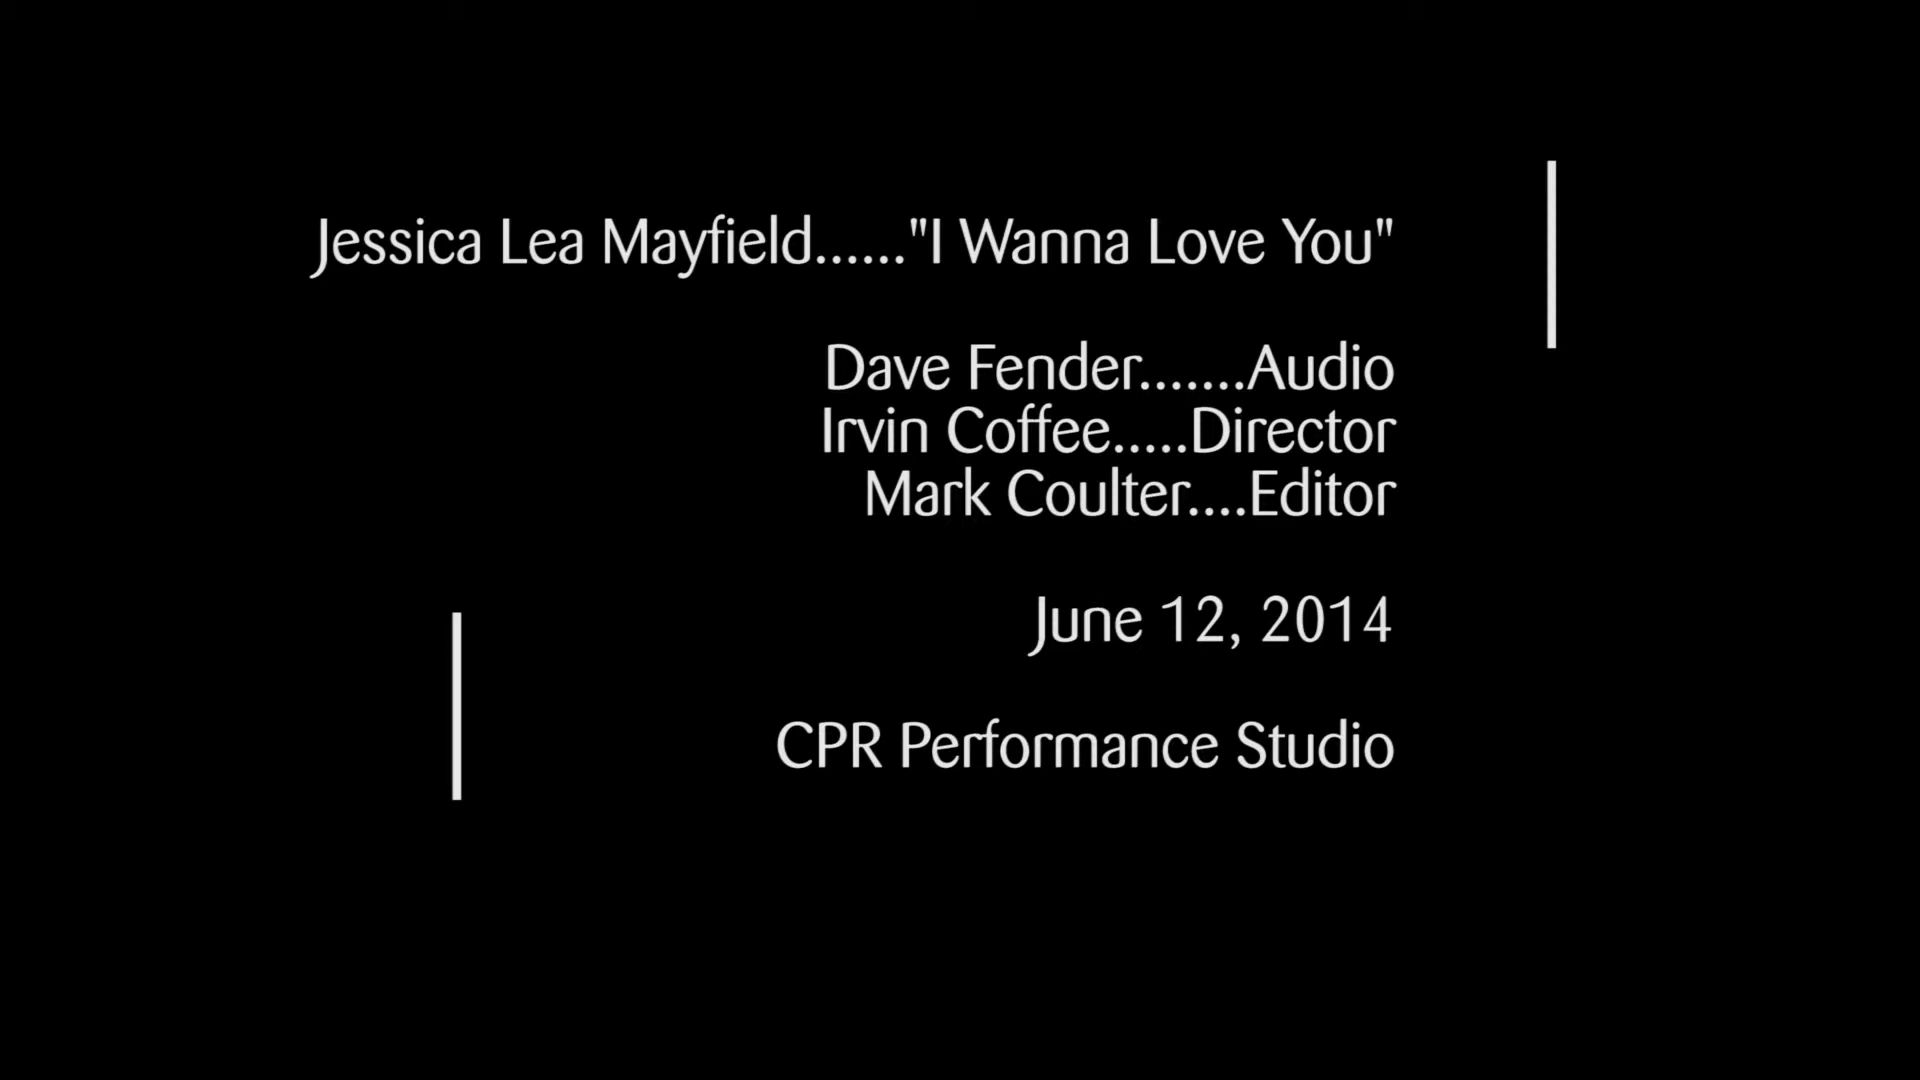 Jessica Lea Mayfield......"I Wanna Love You"
Dave Fender.......Audio
Irvin Coffee.....Director
Mark Coulter....Editor
June 12, 2014
CPR Performance Studio